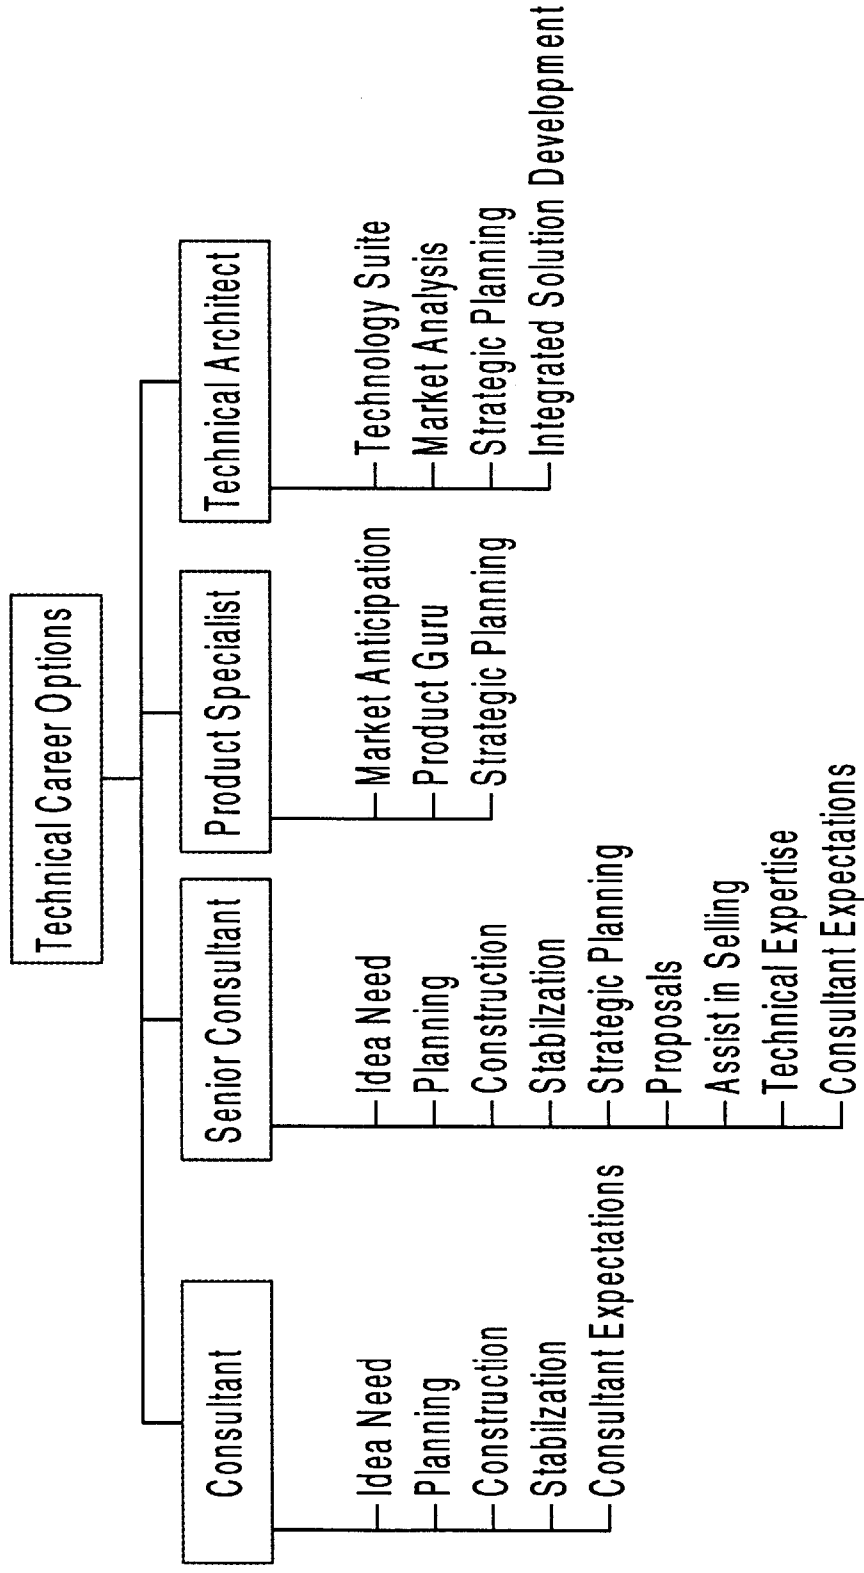 Technical Career Options
Consultant
Idea Need
Planning
Construction
Stabilzation
Consultant Expectations
Senior Consultant
Idea Need
Planning
Construction
Stabilzation
Strategic Planning
Proposals
Assist in Selling
Technical Expertise
Consultant Expectations
Product Specialist
Market Anticipation
Product Guru
Strategic Planning
Technical Architect
Technology Suite
Market Analysis
Strategic Planning
Integrated Solution Development